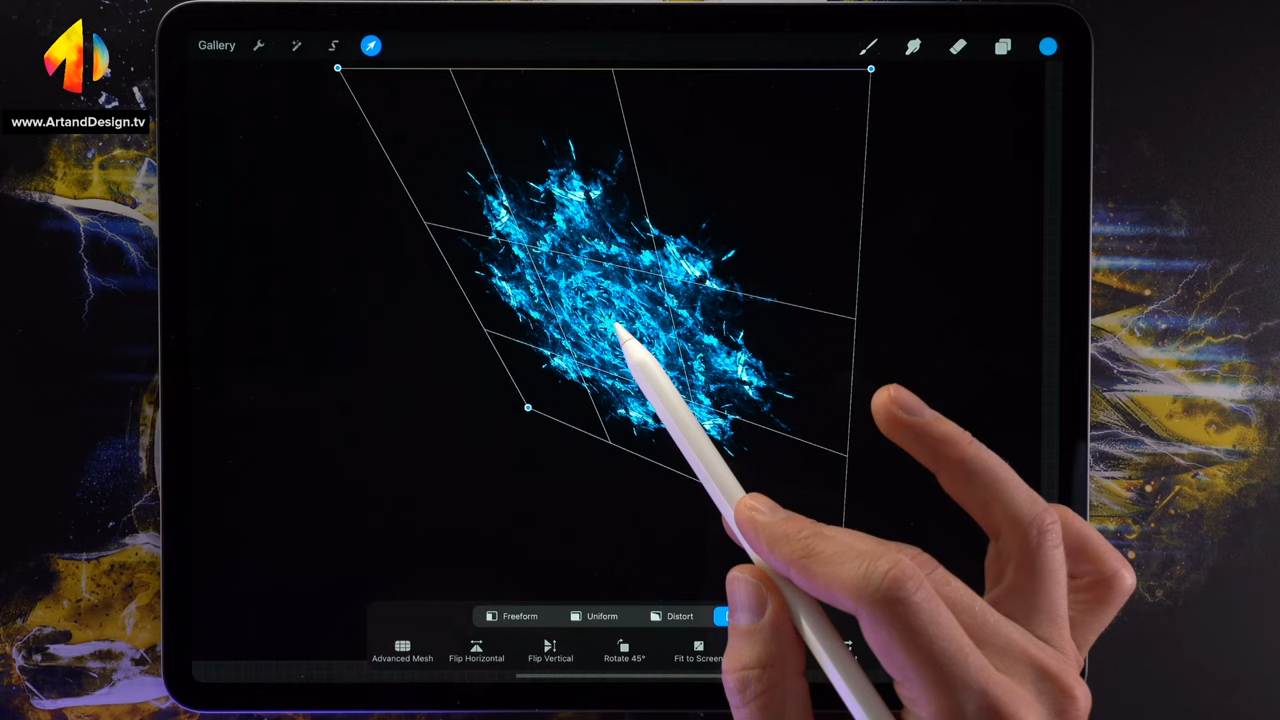 Gallery
www.ArtandDesign.tv
Freeform
Uniform
Distort
Advanced Mesh
Flip Horizontal
Flip Vertical
Rotate 45°
Fit to Screen